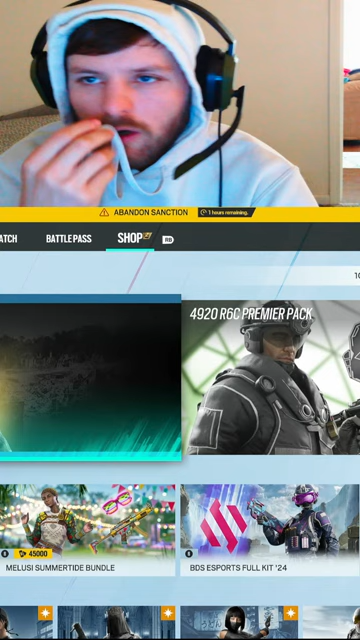 ABANDON SANCTION
1 hours remaining.
ATCH
BATTLE PASS
SHOP
RB
4920 R6C PREMIER PACK
45000
MELUSI SUMMERTIDE BUNDLE
BDS ESPORTS FULL KIT '24